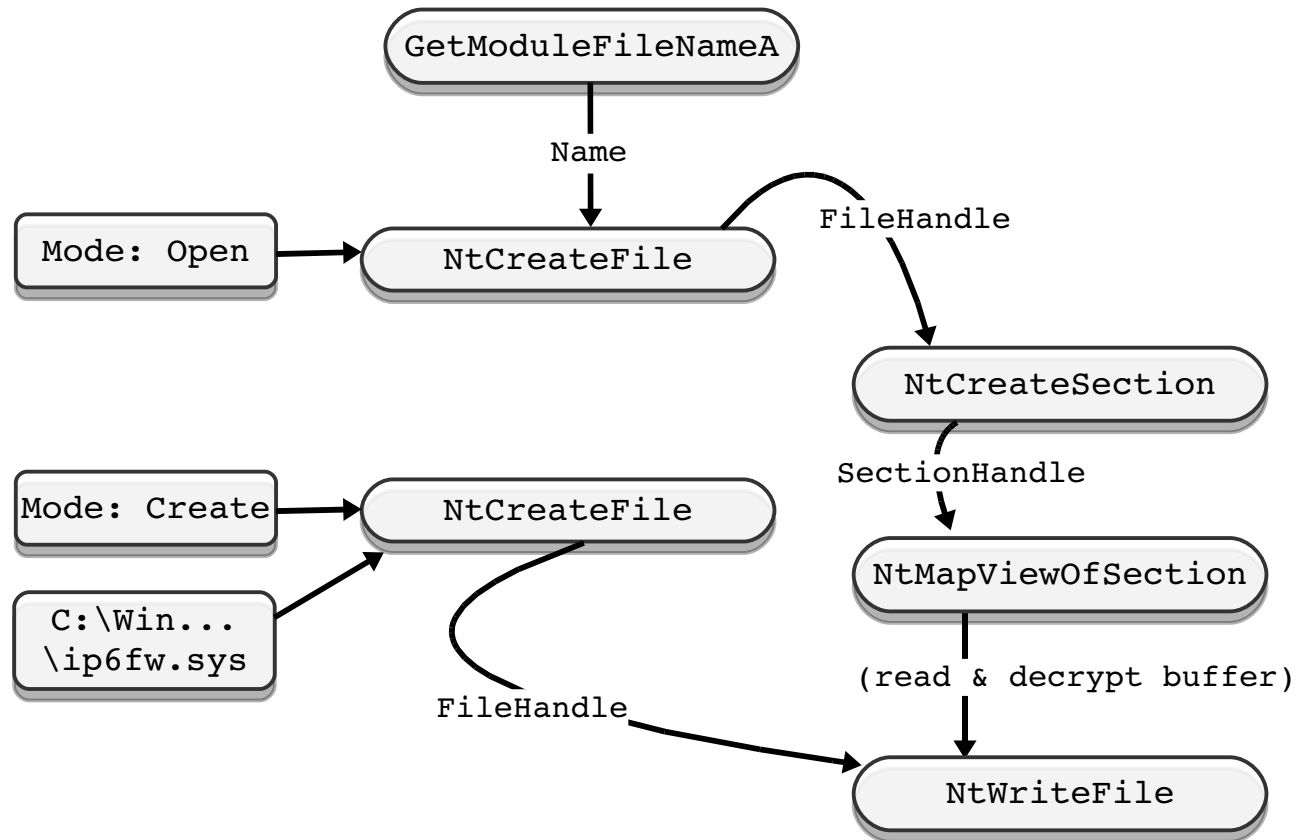 GetModuleFileNameA
Name
FileHandle
Mode: Open
NtCreateFile
NtCreateSection
SectionHandle
Mode: Create
NtCreateFile
NtMapViewOfSection
C:\Win...
\ip6fw.sys
(read & decrypt buffer)
FileHandle
NtWriteFile